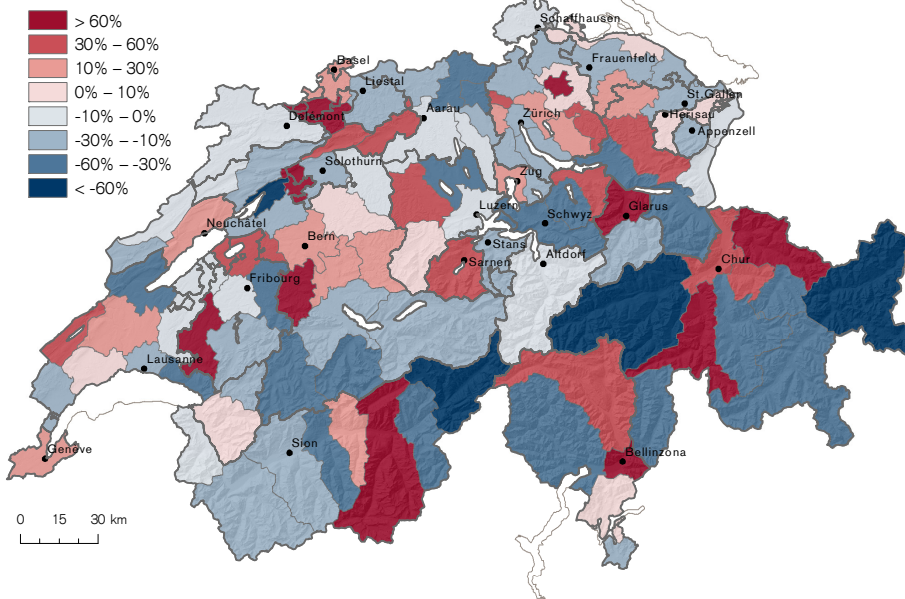 > 60%
30% – 60%
10% – 30%
0% – 10%
-10% – 0%
-30% – -10%
-60% – -30%
< -60%
Schaffhausen
Basel
Frauenfeld
Liestal
St.Gallen
Aarau
Herisau
Delémont
Zürich
Appenzell
Solothurn
Zug
Luzern
Glarus
Schwyz
Neuchâtel
Bern
Stans
Altdorf
Sarnen
Chur
Fribourg
Lausanne
Sion
Genève
Bellinzona
0 15 30 km